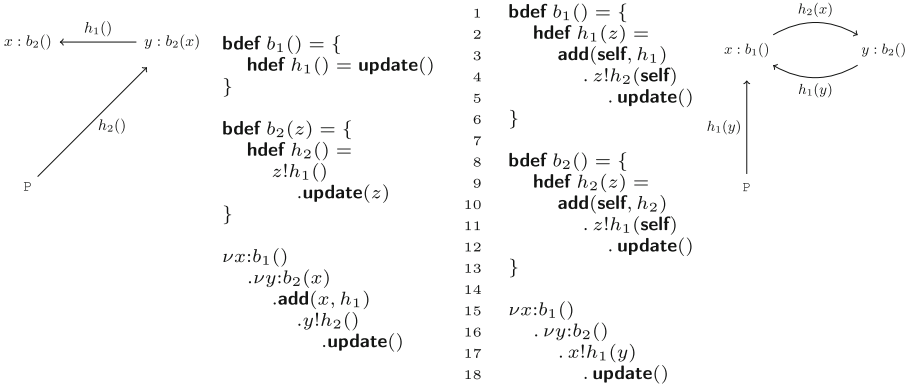 h₁()
x : b₂()
y : b₂(x)
h₂()
P
bdef b₁() = {
hdef h₁() = update()
}
bdef b₂(z) = {
hdef h₂() =
z!h₁()
.update(z)
}
νx:b₁()
.νy:b₂(x)
.add(x, h₁)
.y!h₂()
.update()
1 bdef b₁() = {
2 hdef h₁(z) =
3 add(self, h₁)
4 . z!h₂(self)
5 . update()
6 }
7
8 bdef b₂() = {
9 hdef h₂(z) =
10 add(self, h₂)
11 . z!h₁(self)
12 . update()
13 }
14
15 νx:b₁()
16 . νy:b₂()
17 . x!h₁(y)
18 . update()
h₂(x)
x : b₁()
y : b₂()
h₁(y)
h₁(y)
P